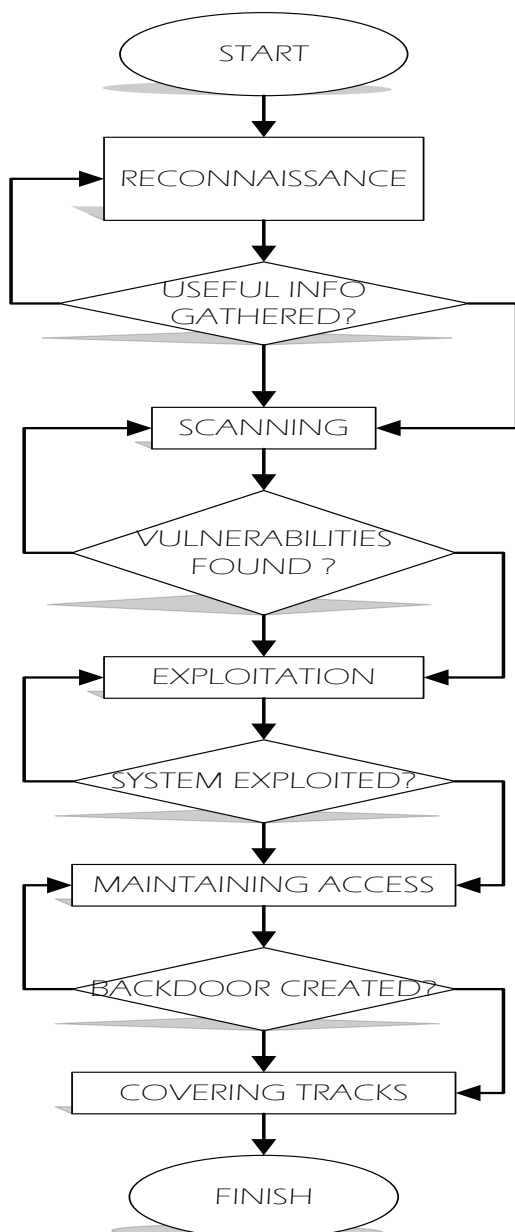 START
RECONNAISSANCE
USEFUL INFO
GATHERED?
SCANNING
VULNERABILITIES
FOUND ?
EXPLOITATION
SYSTEM EXPLOITED?
MAINTAINING ACCESS
BACKDOOR CREATED?
COVERING TRACKS
FINISH